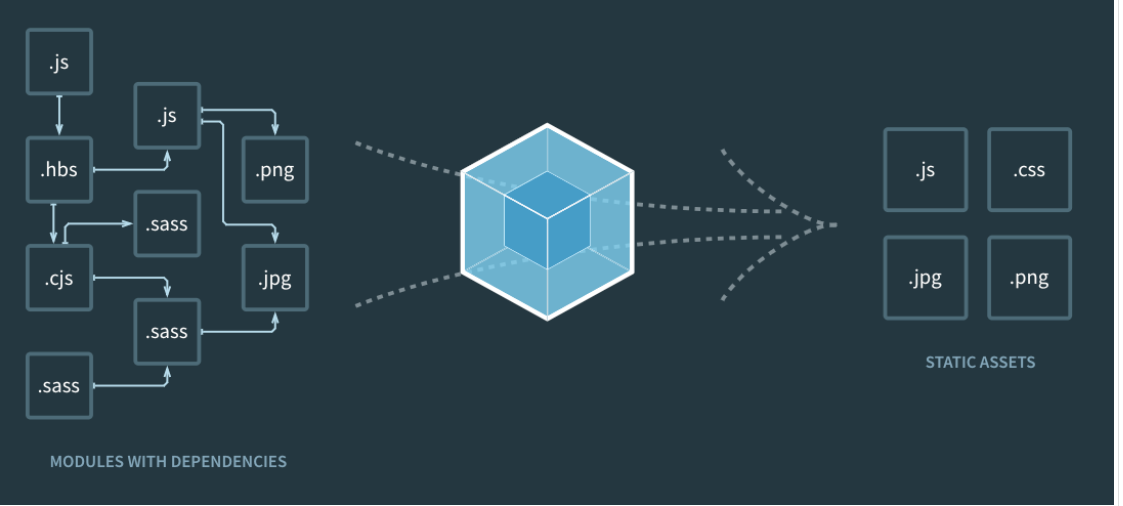 .js
.js
.hbs
.png
.sass
.cjs
.jpg
.sass
.sass
MODULES WITH DEPENDENCIES
.js
.css
.jpg
.png
STATIC ASSETS